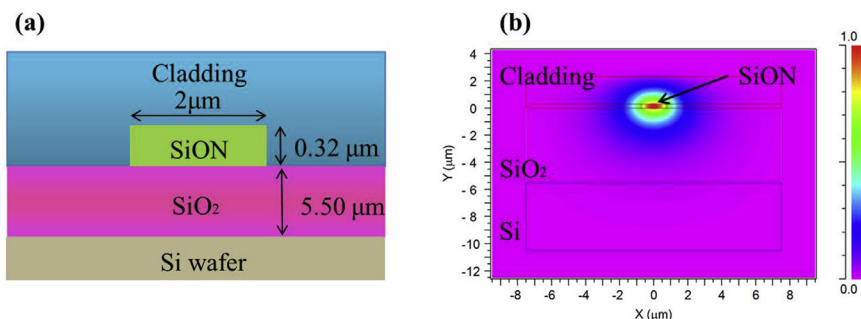 (a)
Cladding
2μm
SiON
0.32 μm
SiO₂
5.50 μm
Si wafer
(b)
1.0
4
2
0
-2
-4
-6
-8
-10
-12
Y (μm)
Cladding
SiON
SiO₂
Si
0.0
-8 -6 -4 -2 0 2 4 6 8
X (μm)